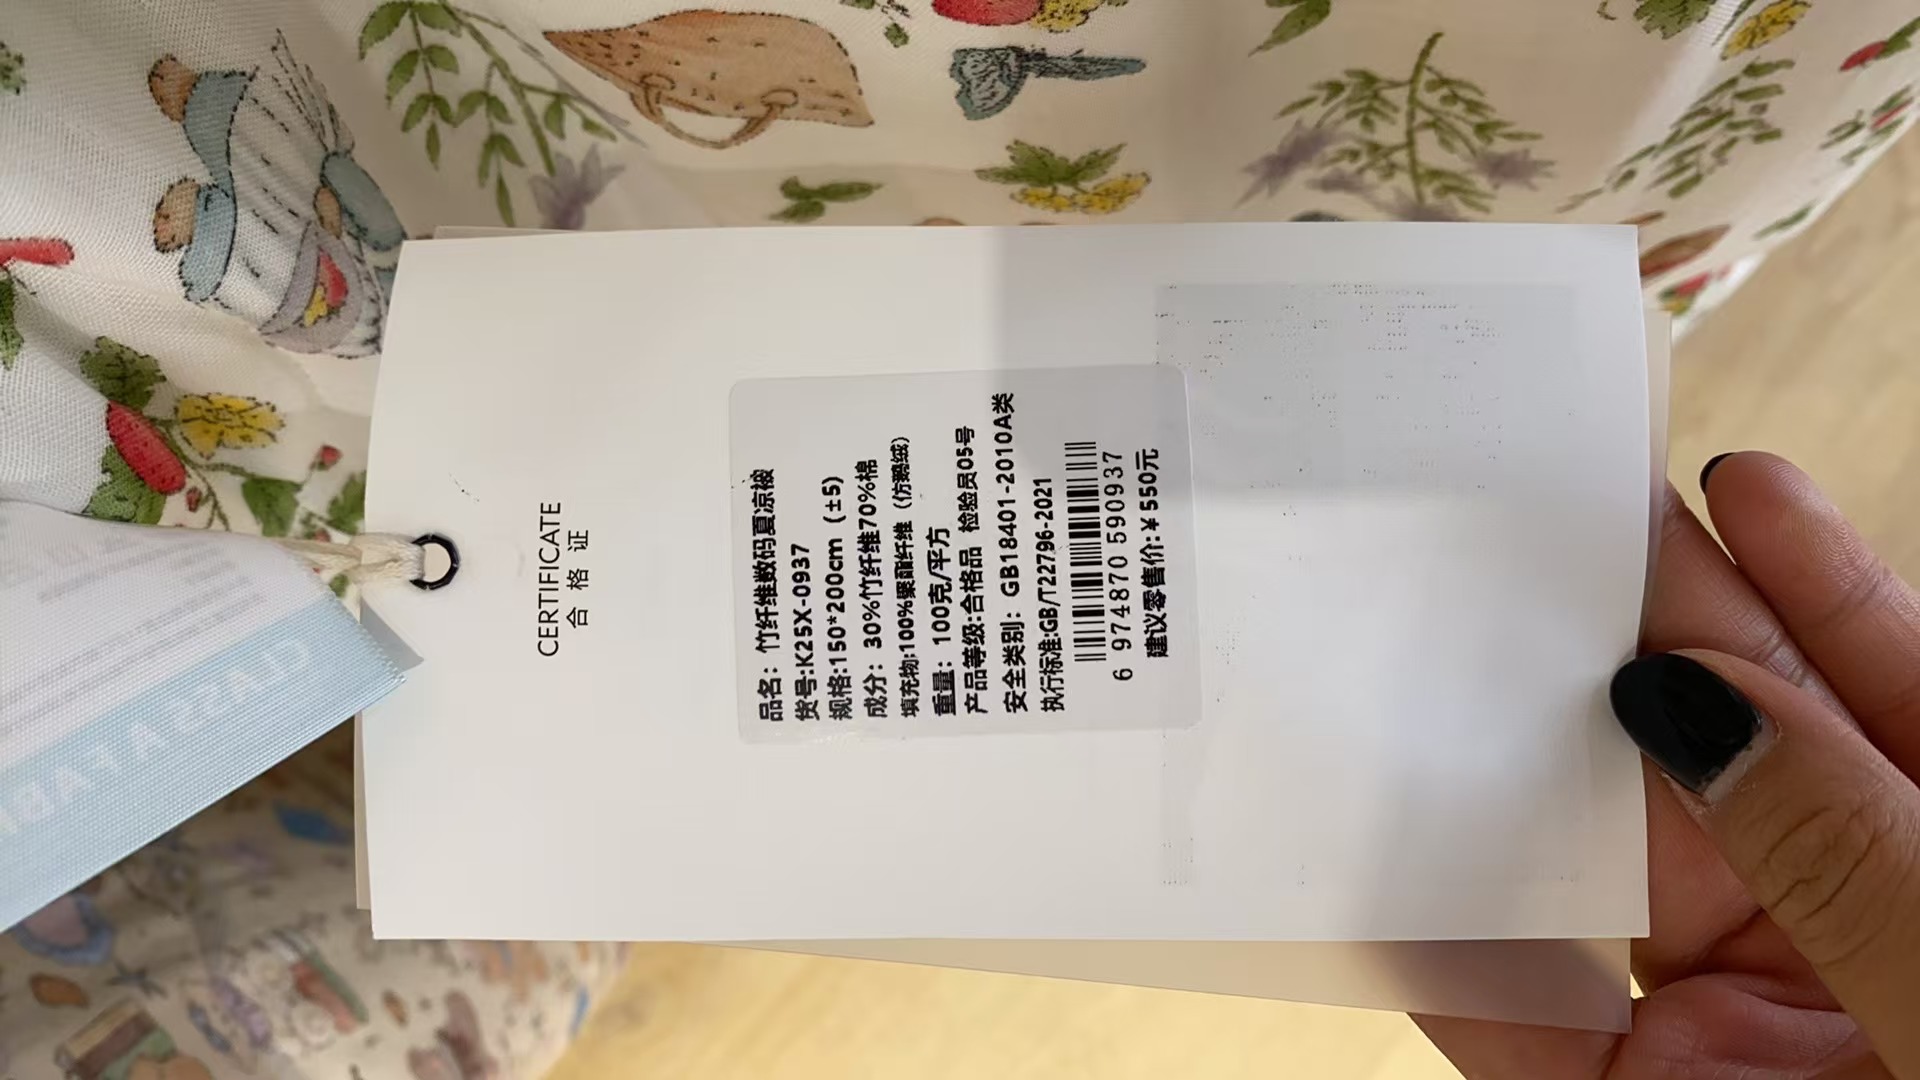 CERTIFICATE
合格证
品名：竹纤维数码夏凉被
货号:K25X-0937
规格:150*200cm（±5）
成分：30%竹纤维70%棉
填充物:100%聚酯纤维（仿鹅绒）
重量：100克/平方
产品等级:合格品 检验员05号
安全类别：GB18401-2010A类
执行标准:GB/T22796-2021
6 974870 590937
建议零售价:￥550元